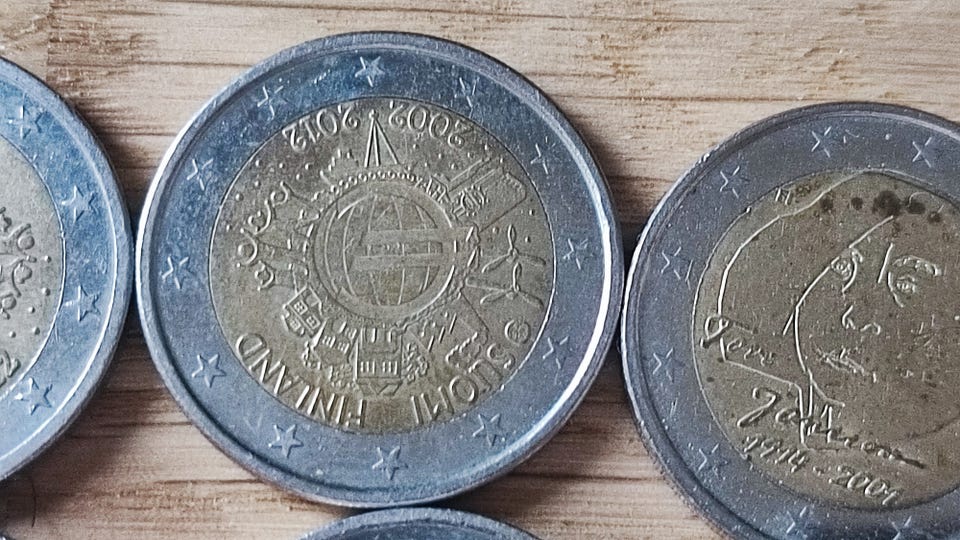 SUOMI FINLAND
2002 2012
Tove
Jansson
1914 - 2001